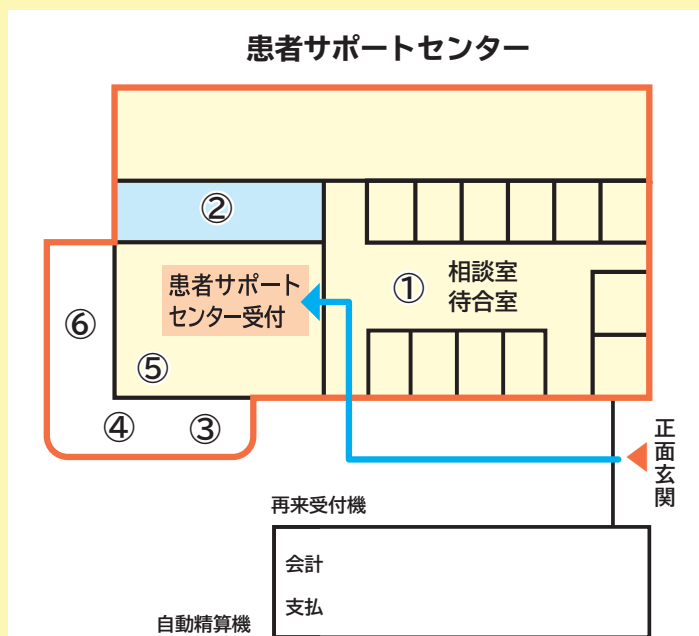 患者サポートセンター
②
患者サポート
センター受付
①
相談室
待合室
⑥
⑤
④
③
正面玄関
再来受付機
会計
支払
自動精算機